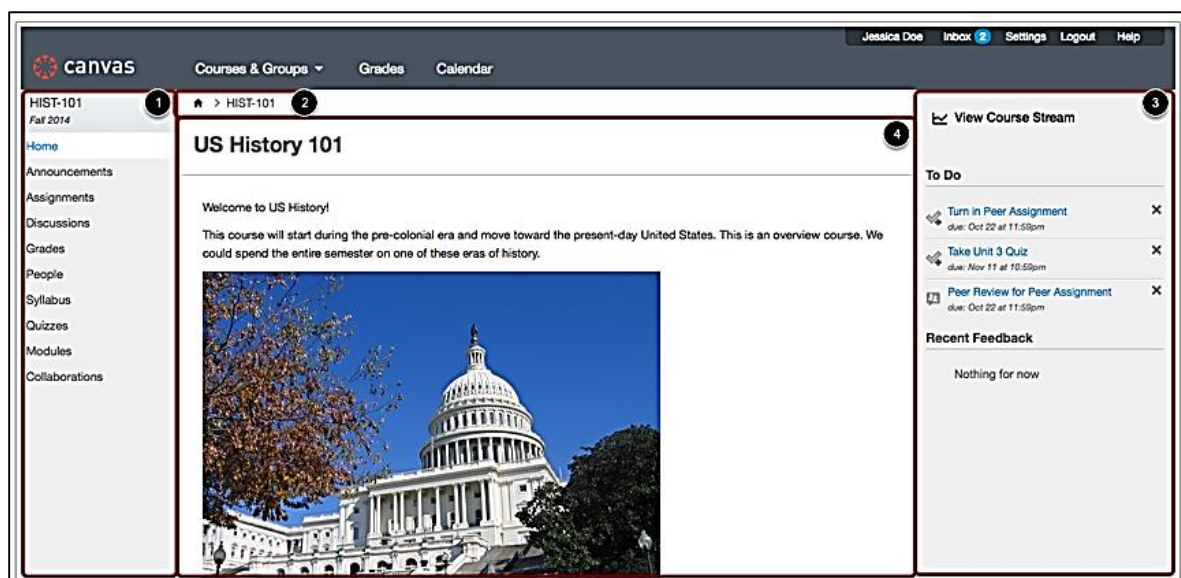 Jessica Doe Inbox 2 Settings Logout Help
canvas Courses & Groups Grades Calendar
HIST-101
Fall 2014
1
Home
Announcements
Assignments
Discussions
Grades
People
Syllabus
Quizzes
Modules
Collaborations
> HIST-101 2
4
US History 101
Welcome to US History!
This course will start during the pre-colonial era and move toward the present-day United States. This is an overview course. We
could spend the entire semester on one of these eras of history.
3
View Course Stream
To Do
Turn in Peer Assignment
due: Oct 22 at 11:59pm
Take Unit 3 Quiz
due: Nov 11 at 10:59pm
Peer Review for Peer Assignment
due: Oct 22 at 11:59pm
Recent Feedback
Nothing for now